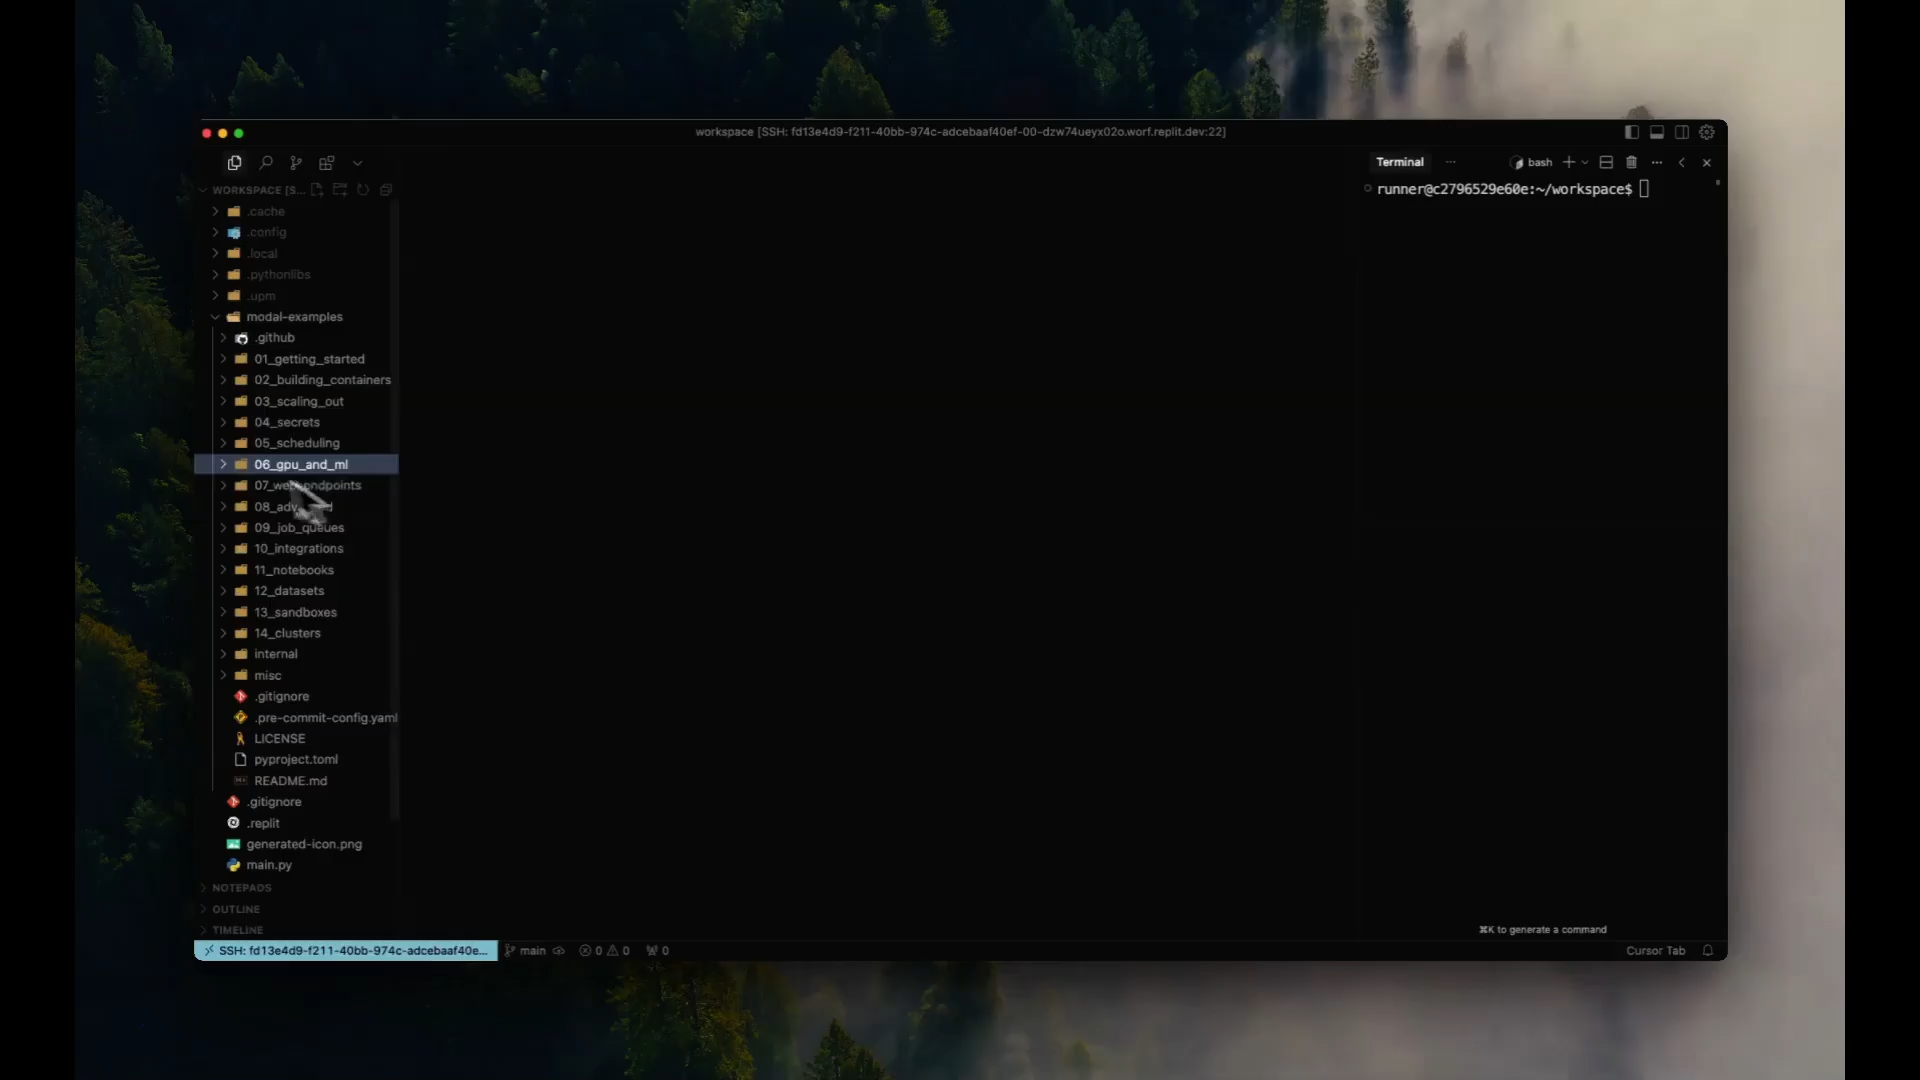 workspace [SSH: fd13e4d9-f211-40bb-974c-adcebaaf40ef-00-dzw74ueyx02o.worf.replit.dev:22]
WORKSPACE [S...
.cache
.config
.local
.pythonlibs
.upm
modal-examples
.github
01_getting_started
02_building_containers
03_scaling_out
04_secrets
05_scheduling
06_gpu_and_ml
09_job_queues
10_integrations
11_notebooks
12_datasets
13_sandboxes
14_clusters
internal
misc
.gitignore
.pre-commit-config.yaml
LICENSE
pyproject.toml
README.md
.gitignore
.replit
generated-icon.png
main.py
NOTEPADS
OUTLINE
TIMELINE
Terminal ... bash
runner@c2796529e60e:~/workspace$
⌘K to generate a command
SSH: fd13e4d9-f211-40bb-974c-adcebaaf40e... main 0 0 0 Cursor Tab